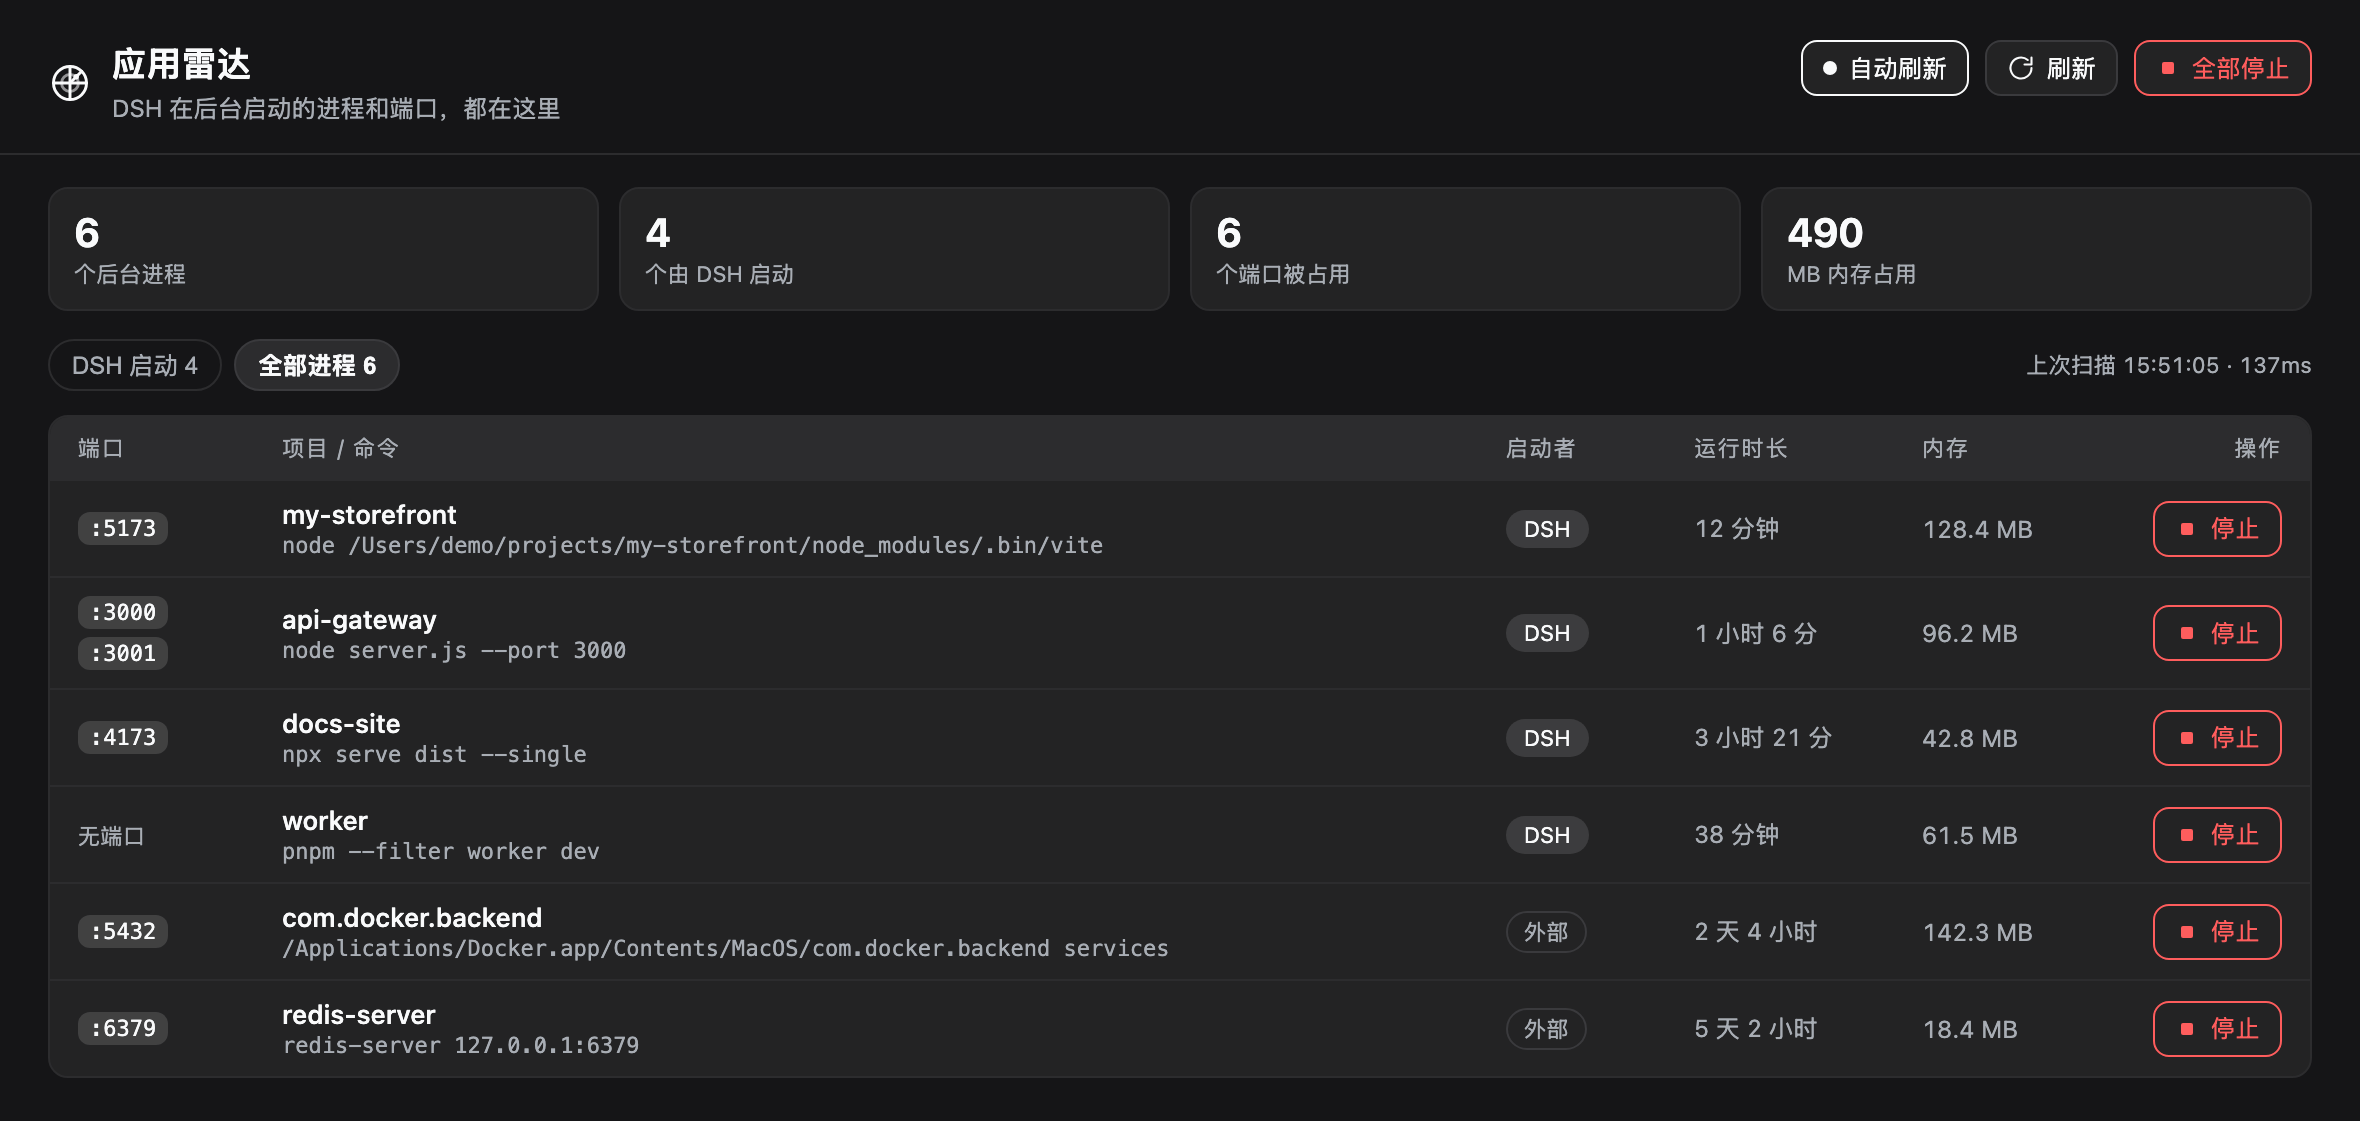 应用雷达
DSH 在后台启动的进程和端口，都在这里
自动刷新
刷新
全部停止
6
个后台进程
4
个由 DSH 启动
6
个端口被占用
490
MB 内存占用
DSH 启动 4
全部进程 6
上次扫描 15:51:05 · 137ms
端口 项目 / 命令 启动者 运行时长 内存 操作
:5173
my-storefront
node /Users/demo/projects/my-storefront/node_modules/.bin/vite
DSH
12 分钟
128.4 MB
停止
:3000
:3001
api-gateway
node server.js --port 3000
DSH
1 小时 6 分
96.2 MB
停止
:4173
docs-site
npx serve dist --single
DSH
3 小时 21 分
42.8 MB
停止
无端口
worker
pnpm --filter worker dev
DSH
38 分钟
61.5 MB
停止
:5432
com.docker.backend
/Applications/Docker.app/Contents/MacOS/com.docker.backend services
外部
2 天 4 小时
142.3 MB
停止
:6379
redis-server
redis-server 127.0.0.1:6379
外部
5 天 2 小时
18.4 MB
停止